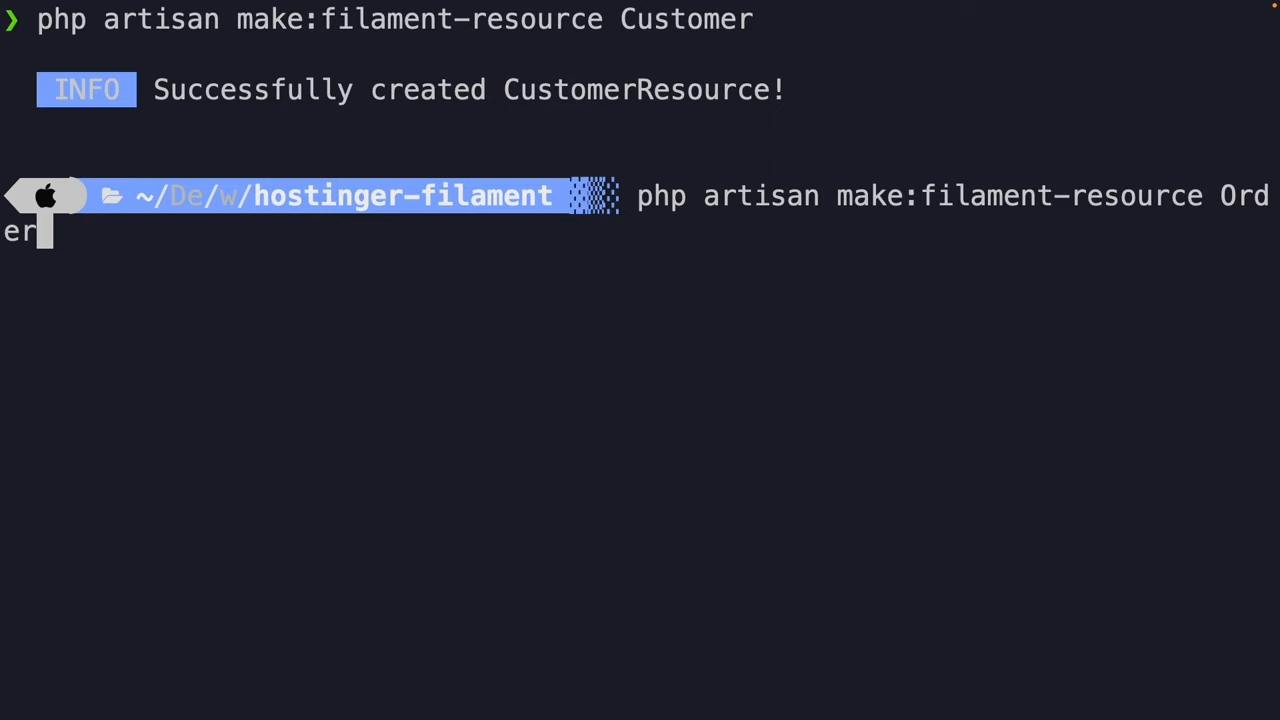 ❯ php artisan make:filament-resource Customer
INFO Successfully created CustomerResource!
~/De/w/hostinger-filament php artisan make:filament-resource Ord
er